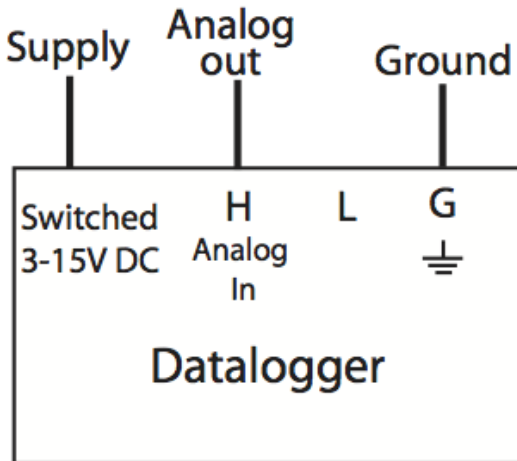 Supply
Analog
out
Ground
Switched
3-15V DC
H
Analog
In
L
G
Datalogger